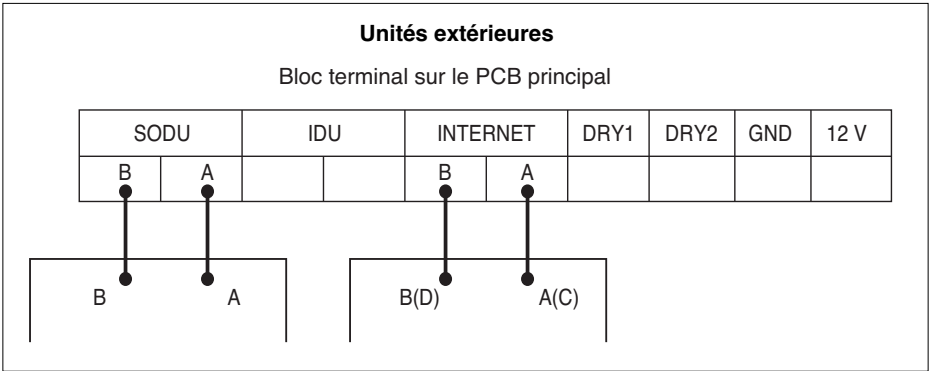 Unités extérieures
Bloc terminal sur le PCB principal
SODU IDU INTERNET DRY1 DRY2 GND 12 V
B A B A
B A B(D) A(C)